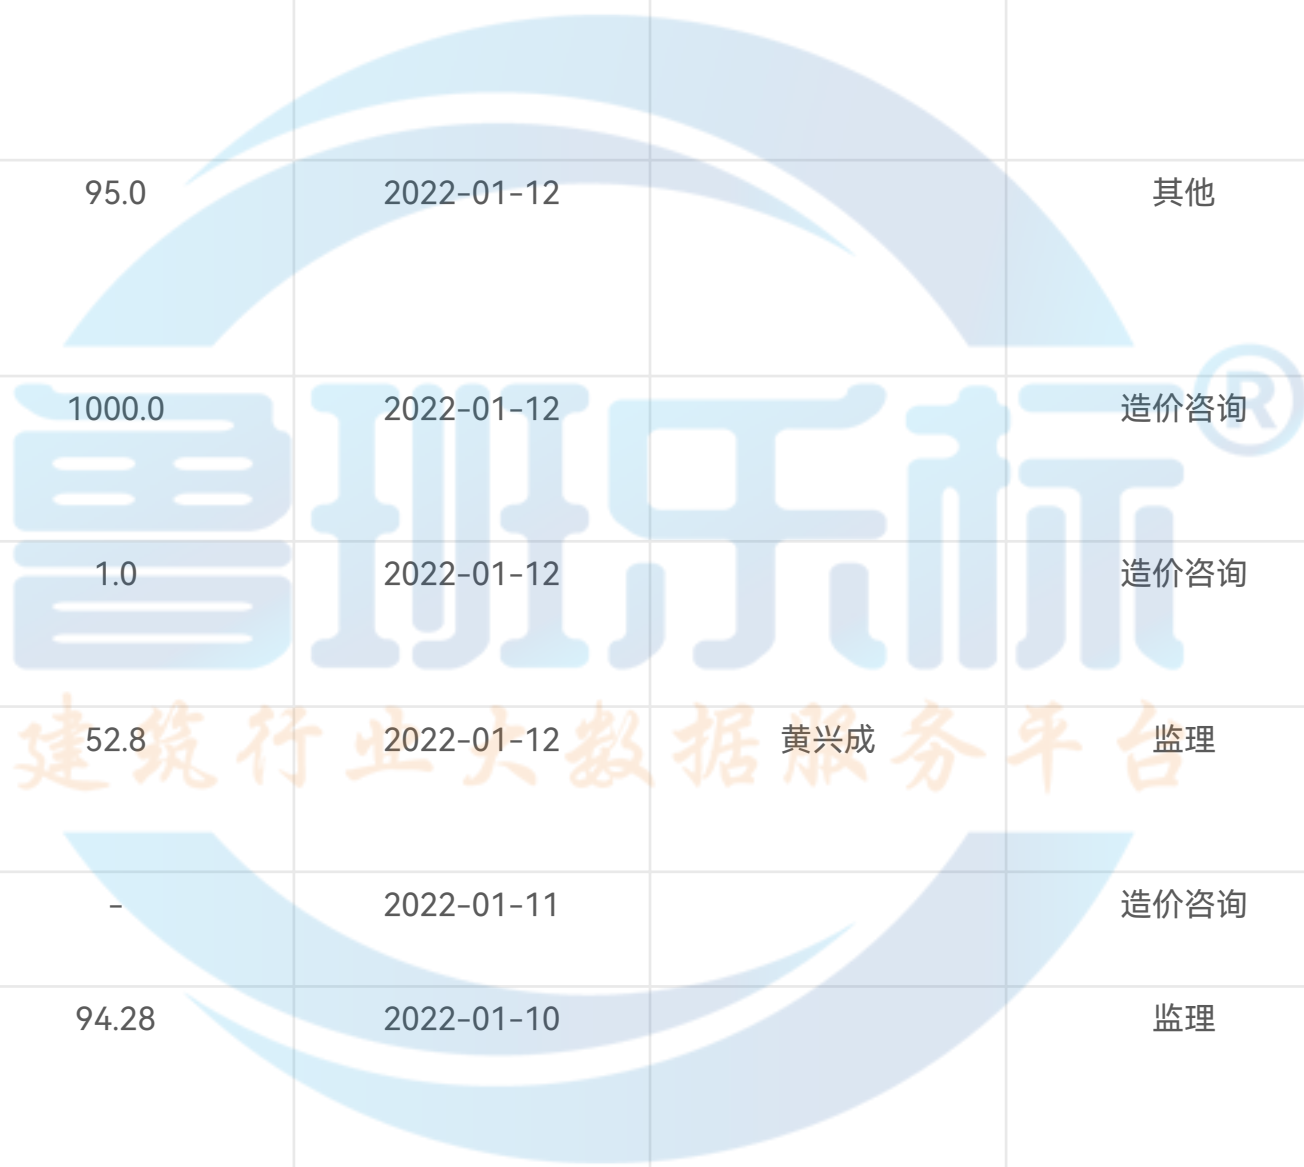 95.0 2022-01-12 其他
1000.0 2022-01-12 造价咨询
鲁班乐标®
1.0 2022-01-12 造价咨询
52.8 2022-01-12 黄兴成 监理
建筑行业大数据服务平台
- 2022-01-11 造价咨询
94.28 2022-01-10 监理